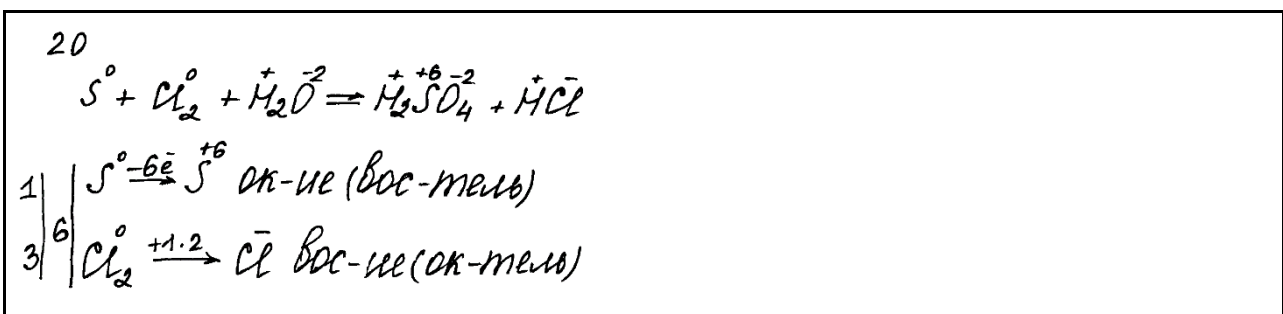 20
S⁰ + Cl₂⁰ + H₂⁺O⁻² = H₂⁺S⁺⁶O₄⁻² + H⁺Cl⁻
1 | S⁰ −6ē → S⁺⁶ ок-ие (вос-тель)
6
3 | Cl₂⁰ +1·2 → Cl⁻ вос-ие (ок-тель)